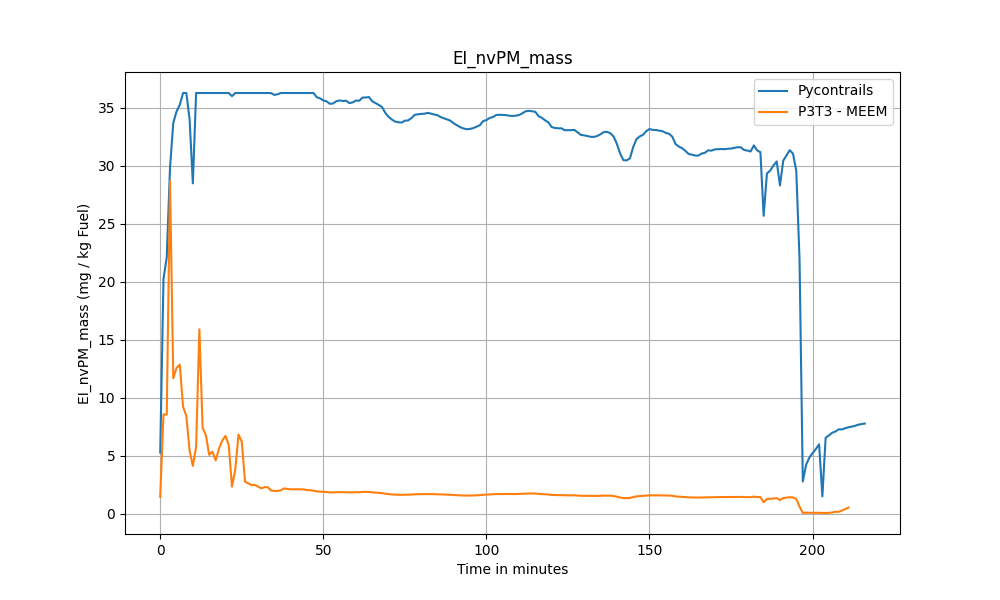 EI_nvPM_mass
Pycontrails
P3T3 - MEEM
EI_nvPM_mass (mg / kg Fuel)
35
30
25
20
15
10
5
0
0 50 100 150 200
Time in minutes